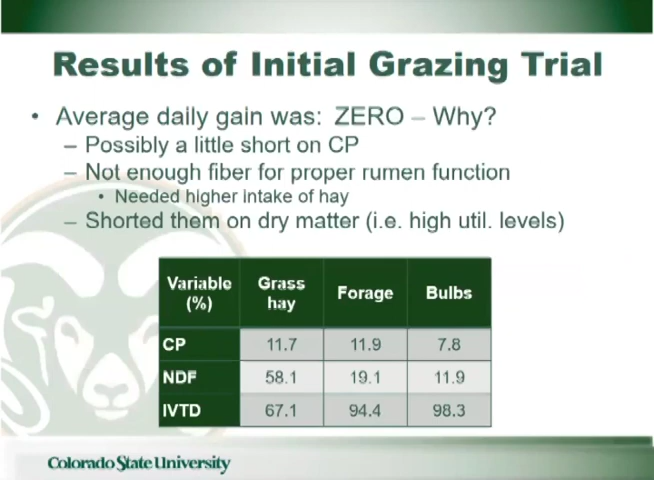 Results of Initial Grazing Trial
• Average daily gain was: ZERO – Why?
– Possibly a little short on CP
– Not enough fiber for proper rumen function
• Needed higher intake of hay
– Shorted them on dry matter (i.e. high util. levels)
Variable (%) Grass hay Forage Bulbs
CP 11.7 11.9 7.8
NDF 58.1 19.1 11.9
IVTD 67.1 94.4 98.3
Colorado State University